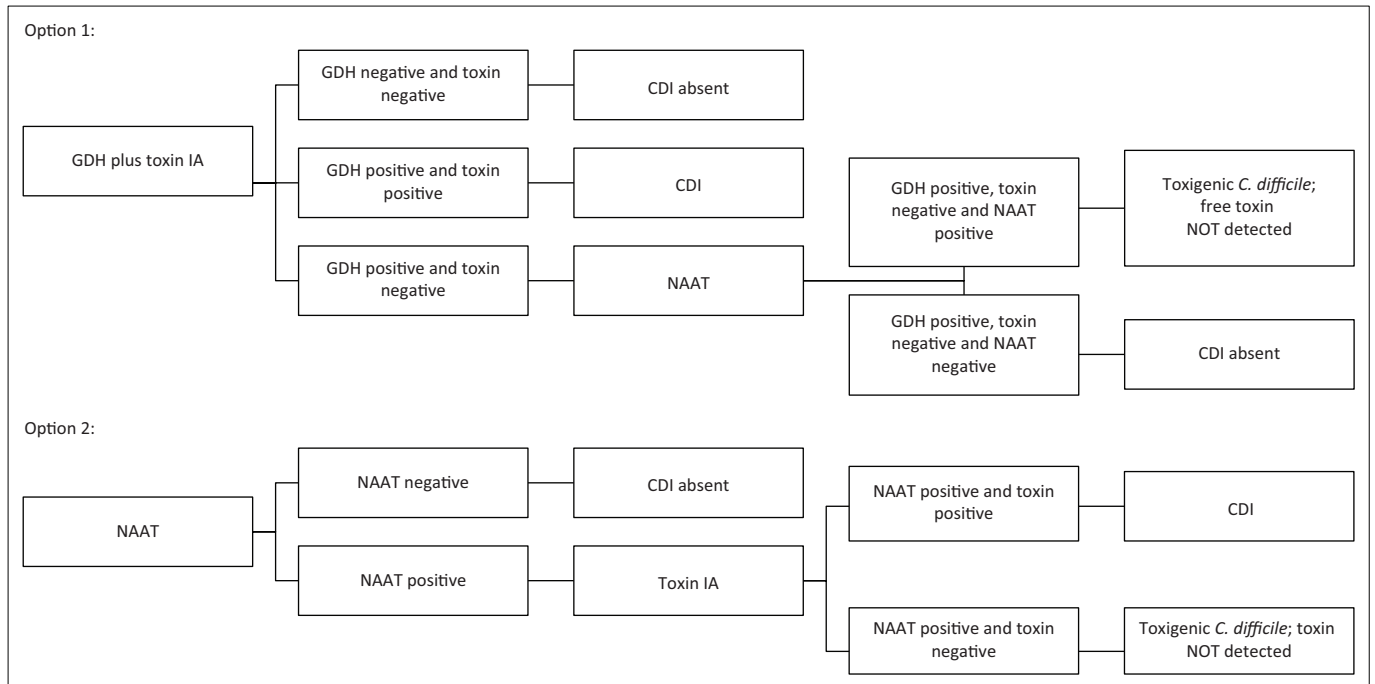 Option 1:
GDH plus toxin IA
GDH negative and toxin
negative
CDI absent
GDH positive and toxin
positive
CDI
GDH positive and toxin
negative
NAAT
GDH positive, toxin
negative and NAAT
positive
Toxigenic C. difficile;
free toxin
NOT detected
GDH positive, toxin
negative and NAAT
negative
CDI absent
Option 2:
NAAT
NAAT negative
CDI absent
NAAT positive
Toxin IA
NAAT positive and toxin
positive
CDI
NAAT positive and toxin
negative
Toxigenic C. difficile; toxin
NOT detected